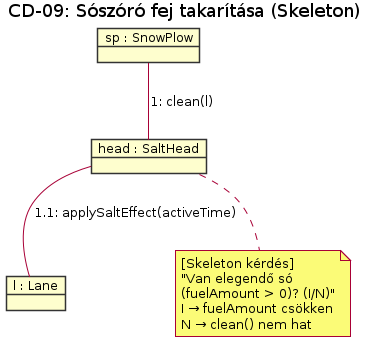 CD-09: Sószóró fej takarítása (Skeleton)
sp : SnowPlow
1: clean(l)
head : SaltHead
1.1: applySaltEffect(activeTime)
l : Lane
[Skeleton kérdés]
"Van elegendő só
(fuelAmount > 0)? (I/N)"
I → fuelAmount csökken
N → clean() nem hat